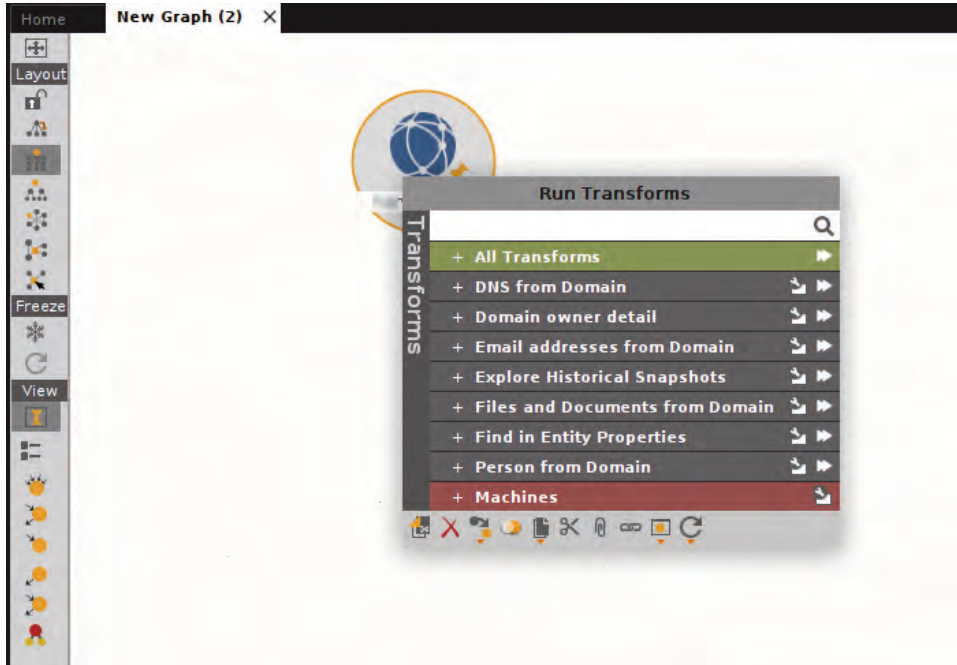 Home
New Graph (2)
Layout
Freeze
View
Run Transforms
Transforms
+ All Transforms
+ DNS from Domain
+ Domain owner detail
+ Email addresses from Domain
+ Explore Historical Snapshots
+ Files and Documents from Domain
+ Find in Entity Properties
+ Person from Domain
+ Machines